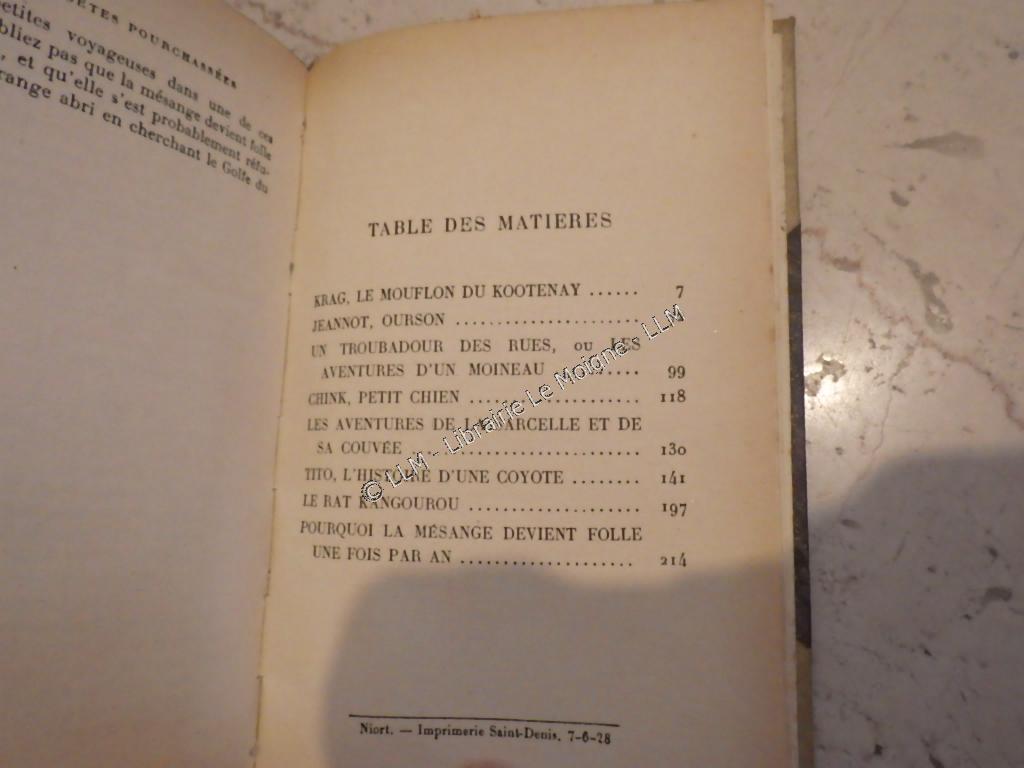 BÊTES POURCHASSÉES
petites voyageuses dans une de ces
oubliez pas que la mésange devient folle
, et qu'elle s'est probablement réfu-
range abri en cherchant le Golfe du
TABLE DES MATIERES
KRAG, LE MOUFLON DU KOOTENAY ...... 7
JEANNOT, OURSON .....................
UN TROUBADOUR DES RUES, OU LES
AVENTURES D'UN MOINEAU ......... 99
CHINK, PETIT CHIEN ................... 118
LES AVENTURES DE LA SARCELLE ET DE
SA COUVÉE .......................... 130
TITO, L'HISTOIRE D'UNE COYOTE ........ 141
LE RAT KANGOUROU ................... 197
POURQUOI LA MÉSANGE DEVIENT FOLLE
UNE FOIS PAR AN .................... 214
Niort. — Imprimerie Saint-Denis. 7-6-28
© LLM - Librairie Le Moigne - LLM